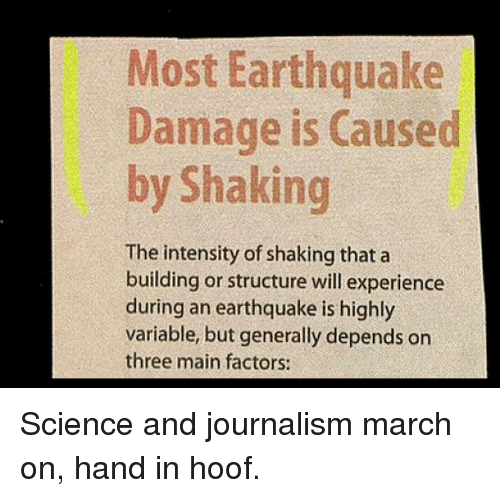 Most Earthquake
Damage is Caused
by Shaking
The intensity of shaking that a
building or structure will experience
during an earthquake is highly
variable, but generally depends on
three main factors:
Science and journalism march
on, hand in hoof.